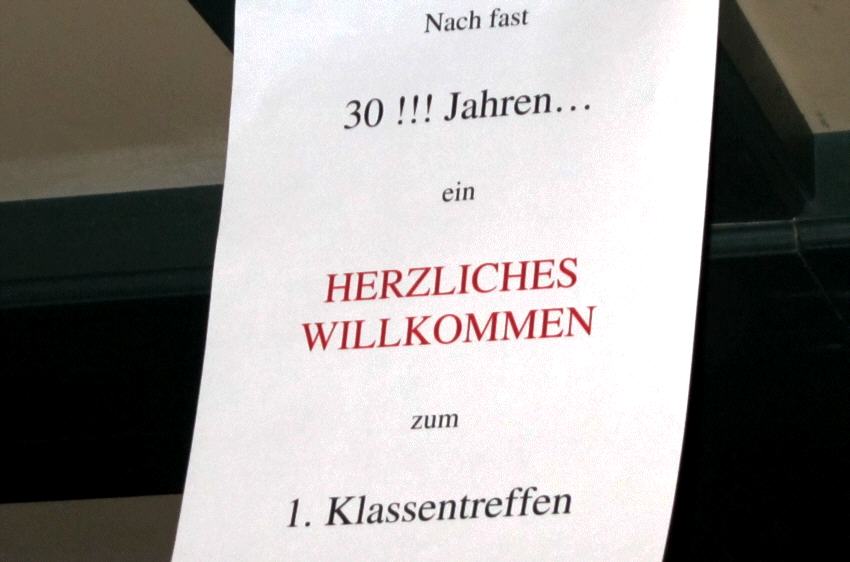 Nach fast
30 !!! Jahren...
ein
HERZLICHES
WILLKOMMEN
zum
1. Klassentreffen